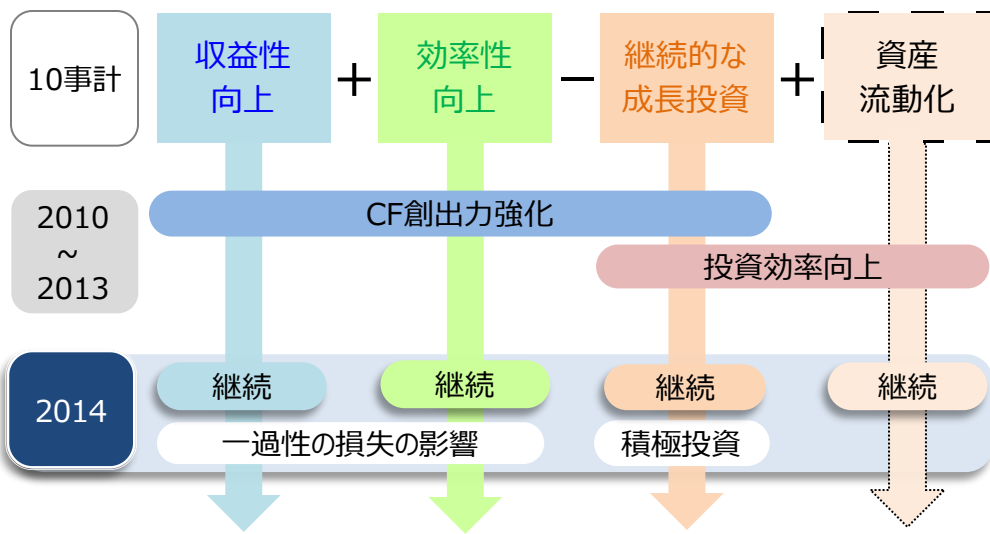 10事計
収益性
向上
＋
効率性
向上
－
継続的な
成長投資
＋
資産
流動化
2010
~
2013
CF創出力強化
投資効率向上
2014
継続
継続
継続
継続
一過性の損失の影響
積極投資